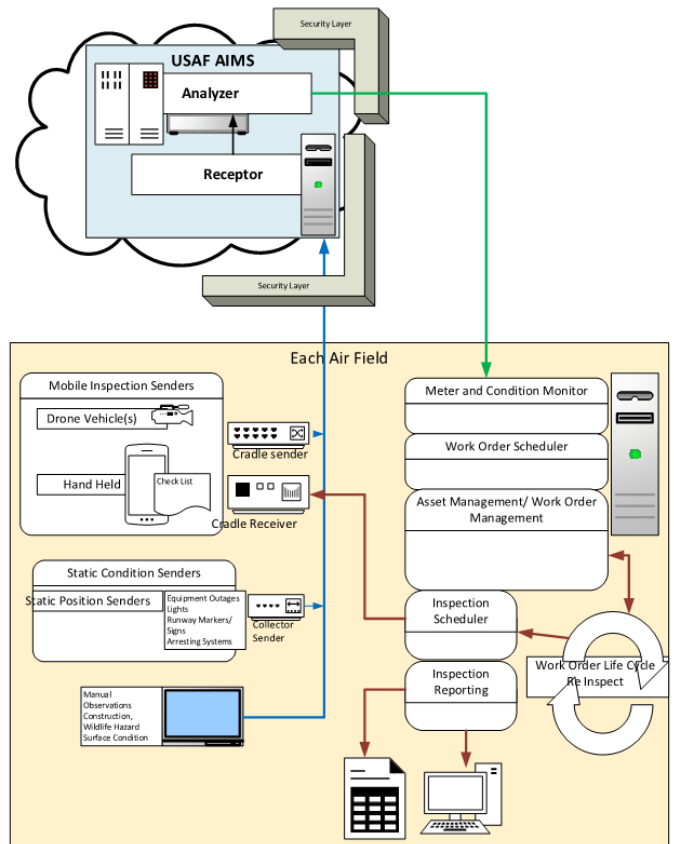 Security Layer
USAF AIMS
Analyzer
Receptor
Security Layer
Each Air Field
Mobile Inspection Senders
Drone Vehicle(s)
Hand Held
Check List
Cradle sender
Cradle Receiver
Static Condition Senders
Static Position Senders
Equipment Outages
Lights
Runway Markers/
Signs
Arresting Systems
Collector
Sender
Manual
Observations
Construction,
Wildlife Hazard
Surface Condition
Meter and Condition Monitor
Work Order Scheduler
Asset Management/ Work Order
Management
Inspection
Scheduler
Inspection
Reporting
Work Order Life Cycle
Re Inspect